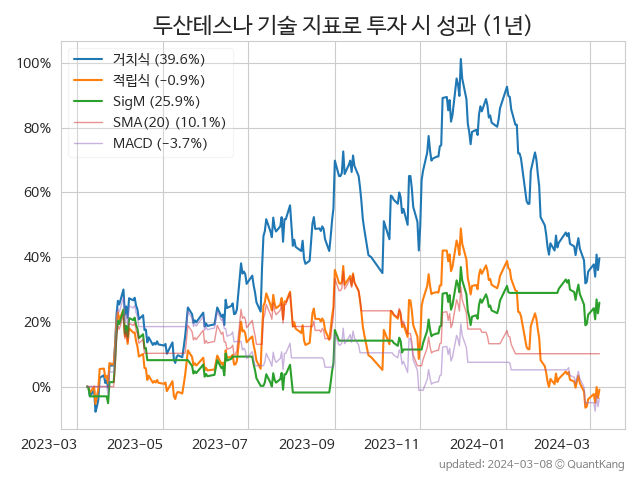 두산테스나 기술 지표로 투자 시 성과 (1년)
거치식 (39.6%)
적립식 (−0.9%)
SigM (25.9%)
SMA(20) (10.1%)
MACD (−3.7%)
100%
80%
60%
40%
20%
0%
2023−03 2023−05 2023−07 2023−09 2023−11 2024−01 2024−03
updated: 2024−03−08 © QuantKang